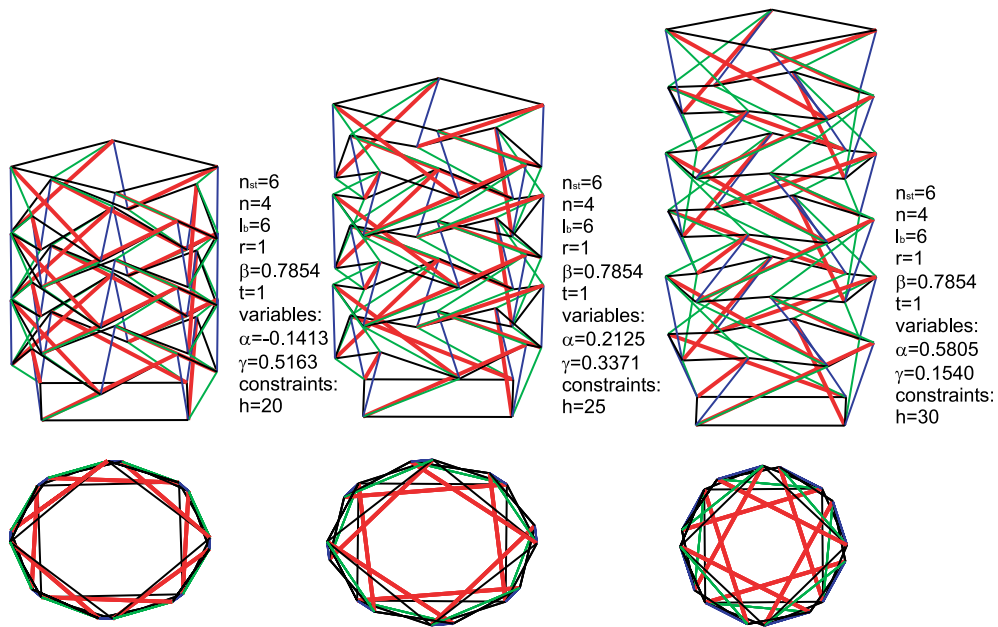 nst=6
n=4
lb=6
r=1
β=0.7854
t=1
variables:
α=-0.1413
γ=0.5163
constraints:
h=20
nst=6
n=4
lb=6
r=1
β=0.7854
t=1
variables:
α=0.2125
γ=0.3371
constraints:
h=25
nst=6
n=4
lb=6
r=1
β=0.7854
t=1
variables:
α=0.5805
γ=0.1540
constraints:
h=30